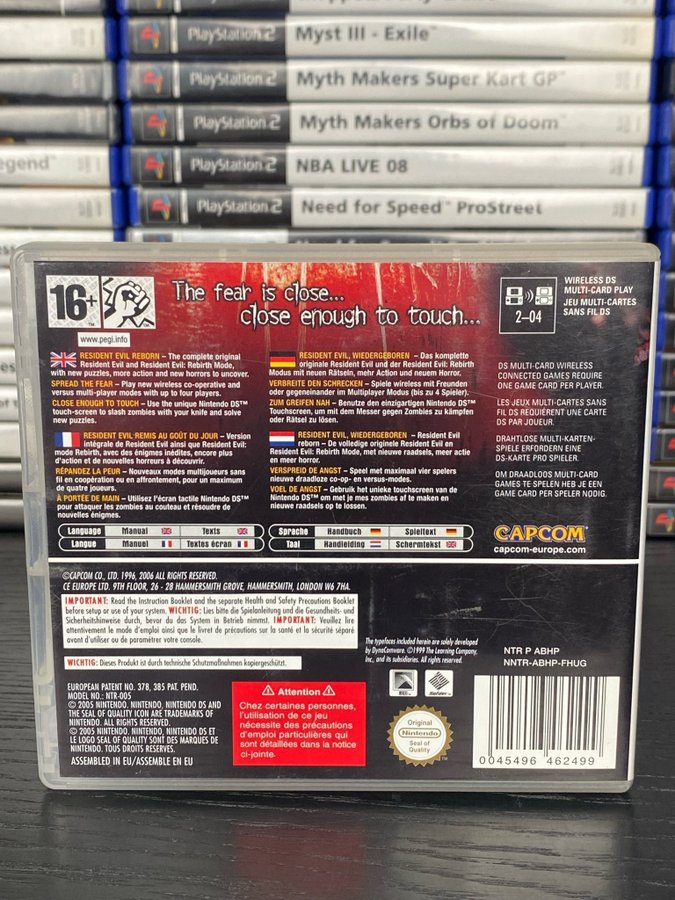 PlayStation 2 Myst III - Exile™
PlayStation 2 Myth Makers Super Kart GP™
PlayStation 2 Myth Makers Orbs of Doom™
egend™ PlayStation 2 NBA LIVE 08
PlayStation 2 Need for Speed™ ProStreet
16+
www.pegi.info
The fear is close...
close enough to touch...
2-04
WIRELESS DS
MULTI-CARD PLAY
JEU MULTI-CARTES
SANS FIL DS
RESIDENT EVIL REBORN – The complete original
Resident Evil and Resident Evil: Rebirth Mode,
with new puzzles, more action and new horrors to uncover.
SPREAD THE FEAR – Play new wireless co-operative and
versus multi-player modes with up to four players.
CLOSE ENOUGH TO TOUCH – Use the unique Nintendo DS™
touch-screen to slash zombies with your knife and solve
new puzzles.
RESIDENT EVIL, WIEDERGEBOREN – Das komplette
originale Resident Evil und der Resident Evil: Rebirth
Modus mit neuen Rätseln, mehr Action und neuem Horror.
VERBREITE DEN SCHRECKEN – Spiele wireless mit Freunden
oder gegeneinander im Multiplayer Modus (bis zu 4 Spieler).
ZUM GREIFEN NAH – Benutze den einzigartigen Nintendo DS™
Touchscreen, um mit dem Messer gegen Zombies zu kämpfen
oder Rätsel zu lösen.
DS MULTI-CARD WIRELESS
CONNECTED GAMES REQUIRE
ONE GAME CARD PER PLAYER.
LES JEUX MULTI-CARTES SANS
FIL DS REQUIÈRENT UNE CARTE
DS PAR JOUEUR.
DRAHTLOSE MULTI-KARTEN-
SPIELE ERFORDERN EINE
DS-KARTE PRO SPIELER.
OM DRAADLOOS MULTI-CARD
GAMES TE SPELEN HEB JE EEN
GAME CARD PER SPELER NODIG.
RESIDENT EVIL REMIS AU GOÛT DU JOUR – Version
intégrale de Resident Evil ainsi que Resident Evil:
mode Rebirth, avec des énigmes inédites, encore plus
d'action et de nouvelles horreurs à découvrir.
RÉPANDEZ LA PEUR – Nouveaux modes multijoueurs sans
fil en coopération ou en affrontement, pour un maximum
de quatre joueurs.
À PORTÉE DE MAIN – Utilisez l'écran tactile Nintendo DS™
pour attaquer les zombies au couteau et résoudre de
nouvelles énigmes.
RESIDENT EVIL, WEDERGEBOREN – Resident Evil
reborn – De volledige originele Resident Evil en
Resident Evil: Rebirth Mode, met nieuwe raadsels, meer actie
en meer horror.
VERSPREID DE ANGST – Speel met maximaal vier spelers
nieuwe draadloze co-op- en versus-modes.
VOEL DE ANGST – Gebruik het unieke touchscreen van de
Nintendo DS™ om met je mes zombies af te maken en
nieuwe raadsels op te lossen.
Language Manual Texts
Langue Manuel Textes écran
Sprache Handbuch Spieltext
Taal Handleiding Schermtekst
CAPCOM
capcom-europe.com
©CAPCOM CO., LTD. 1996, 2006 ALL RIGHTS RESERVED.
CE EUROPE LTD. 9TH FLOOR, 26 - 28 HAMMERSMITH GROVE, HAMMERSMITH, LONDON W6 7HA.
IMPORTANT: Read the Instruction Booklet and the separate Health and Safety Precautions Booklet
before setup or use of your system. WICHTIG: Lies bitte die Spielanleitung und die Gesundheits- und
Sicherheitshinweise durch, bevor du das System in Betrieb nimmst. IMPORTANT: Veuillez lire
attentivement le mode d'emploi ainsi que le livret de précautions sur la santé et la sécurité séparé
avant d'utiliser ou de paramétrer votre console.
WICHTIG: Dieses Produkt ist durch technische Schutzmaßnahmen kopiergeschützt.
The typefaces included herein are solely developed
by DynaComware. ©1999 The Learning Company,
Inc., and its subsidiaries. All rights reserved.
NTR P ABHP
NNTR-ABHP-FHUG
EUROPEAN PATENT NO. 378, 385 PAT. PEND.
MODEL NO.: NTR-005
© 2005 NINTENDO. NINTENDO, NINTENDO DS AND
THE SEAL OF QUALITY ICON ARE TRADEMARKS OF
NINTENDO. ALL RIGHTS RESERVED.
© 2005 NINTENDO. NINTENDO, NINTENDO DS ET
LE LOGO SEAL OF QUALITY SONT DES MARQUES DE
NINTENDO. TOUS DROITS RESERVES.
ASSEMBLED IN EU/ASSEMBLE EN EU
Attention
Chez certaines personnes,
l'utilisation de ce jeu
nécessite des précautions
d'emploi particulières qui
sont détaillées dans la notice
ci-jointe.
Original
Nintendo
Seal of
Quality
0045496 462499